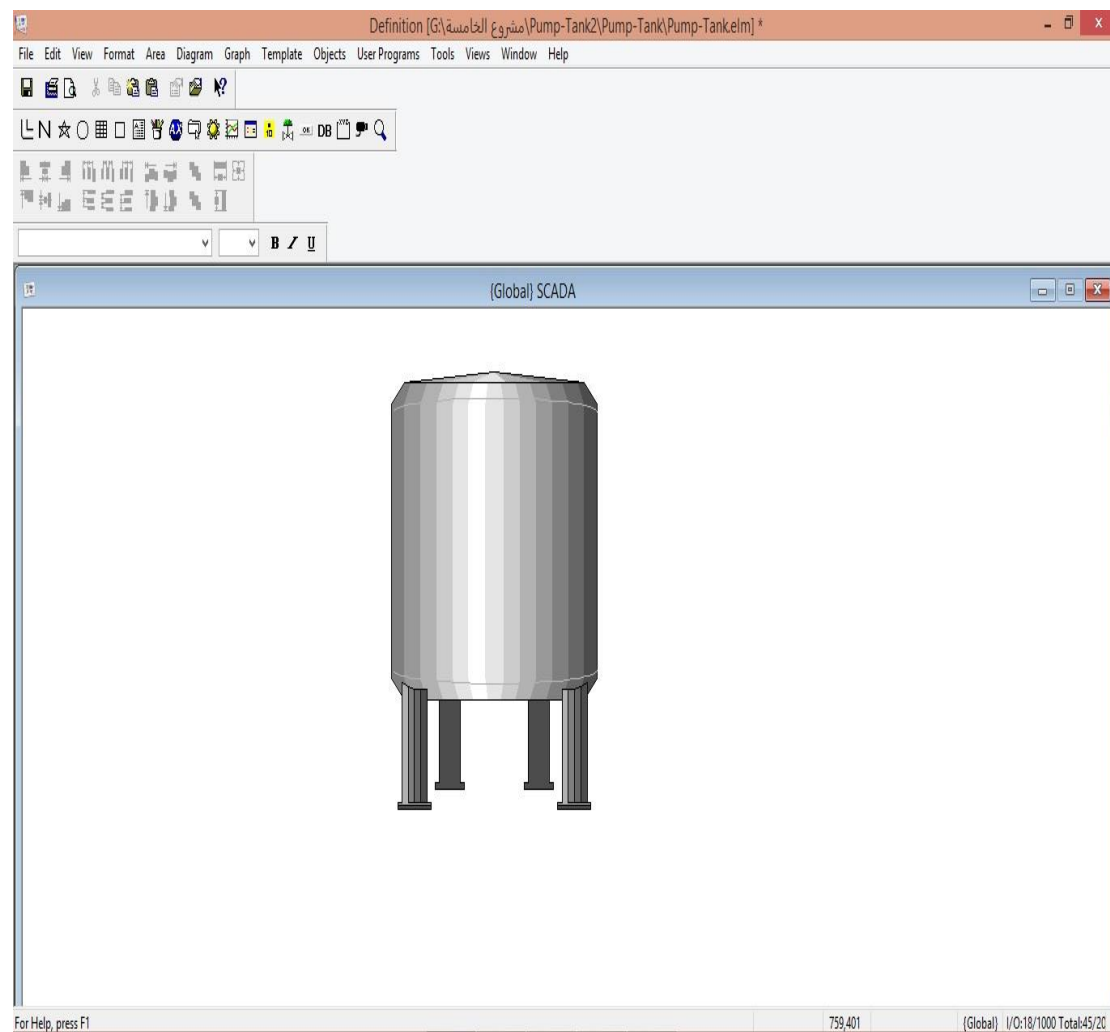 Definition [G:\مشروع الخامسة\Pump-Tank2\Pump-Tank\Pump-Tank.elm] *
File Edit View Format Area Diagram Graph Template Objects User Programs Tools Views Window Help
DB
B I U
{Global} SCADA
For Help, press F1 759,401 {Global} I/O:18/1000 Total:45/20